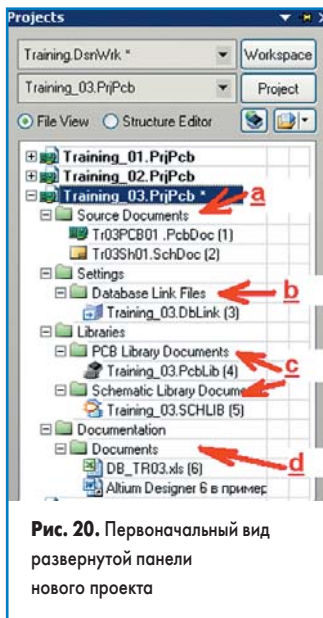 Projects
Training.DsnWrk *
Workspace
Training_03.PrjPcb
Project
File View
Structure Editor
Training_01.PrjPcb
Training_02.PrjPcb
Training_03.PrjPcb *
a
Source Documents
Tr03PCB01 .PcbDoc (1)
Tr03Sh01.SchDoc (2)
Settings
Database Link Files
b
Training_03.DbLink (3)
Libraries
PCB Library Documents
c
Training_03.PcbLib (4)
Schematic Library Docume
Training_03.SCHLIB (5)
Documentation
Documents
d
DB_TR03.xls (6)
Altium Designer 6 в пример
Рис. 20. Первоначальный вид
развернутой панели
нового проекта